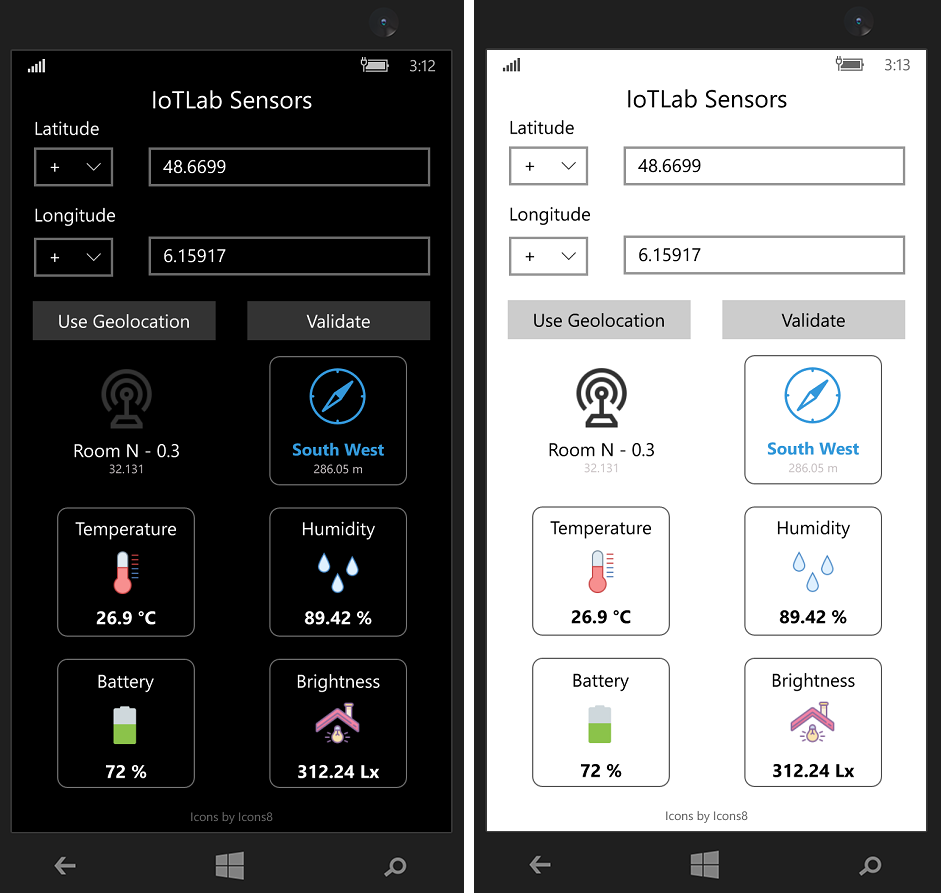 3:12
IoTLab Sensors
Latitude
+ 48.6699
Longitude
+ 6.15917
Use Geolocation Validate
Room N - 0.3
32.131
South West
286.05 m
Temperature
26.9 °C
Humidity
89.42 %
Battery
72 %
Brightness
312.24 Lx
Icons by Icons8
3:13
IoTLab Sensors
Latitude
+ 48.6699
Longitude
+ 6.15917
Use Geolocation Validate
Room N - 0.3
32.131
South West
286.05 m
Temperature
26.9 °C
Humidity
89.42 %
Battery
72 %
Brightness
312.24 Lx
Icons by Icons8